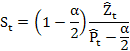 S_t = (1 − α/2) Ẑ_t / (P̂_t − α/2)